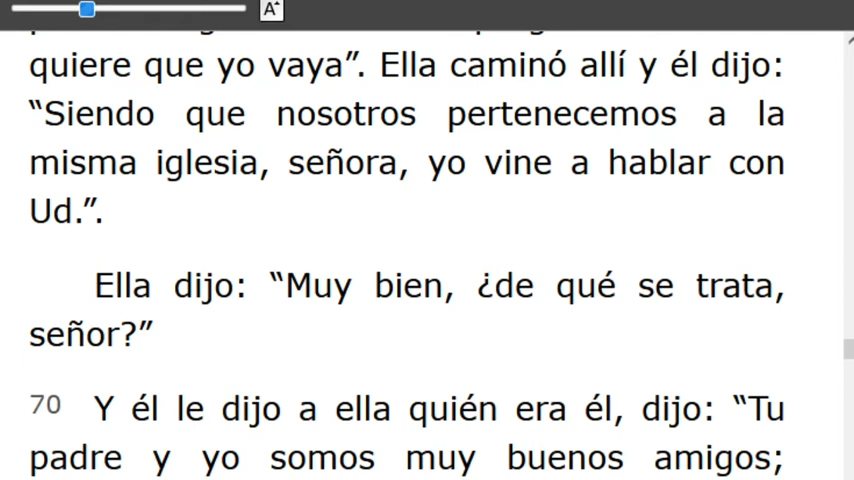 A
quiere que yo vaya”. Ella caminó allí y él dijo:
“Siendo que nosotros pertenecemos a la
misma iglesia, señora, yo vine a hablar con
Ud.”.
Ella dijo: “Muy bien, ¿de qué se trata,
señor?”
70 Y él le dijo a ella quién era él, dijo: “Tu
padre y yo somos muy buenos amigos;